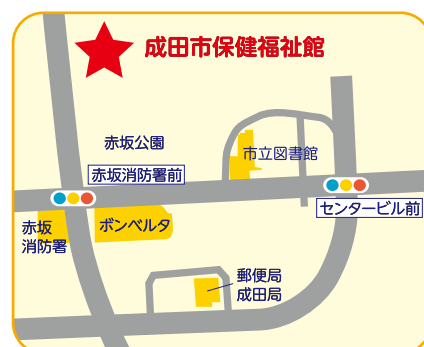 成田市保健福祉館
赤坂公園
市立図書館
赤坂消防署前
センタービル前
赤坂
消防署
ボンベルタ
郵便局
成田局